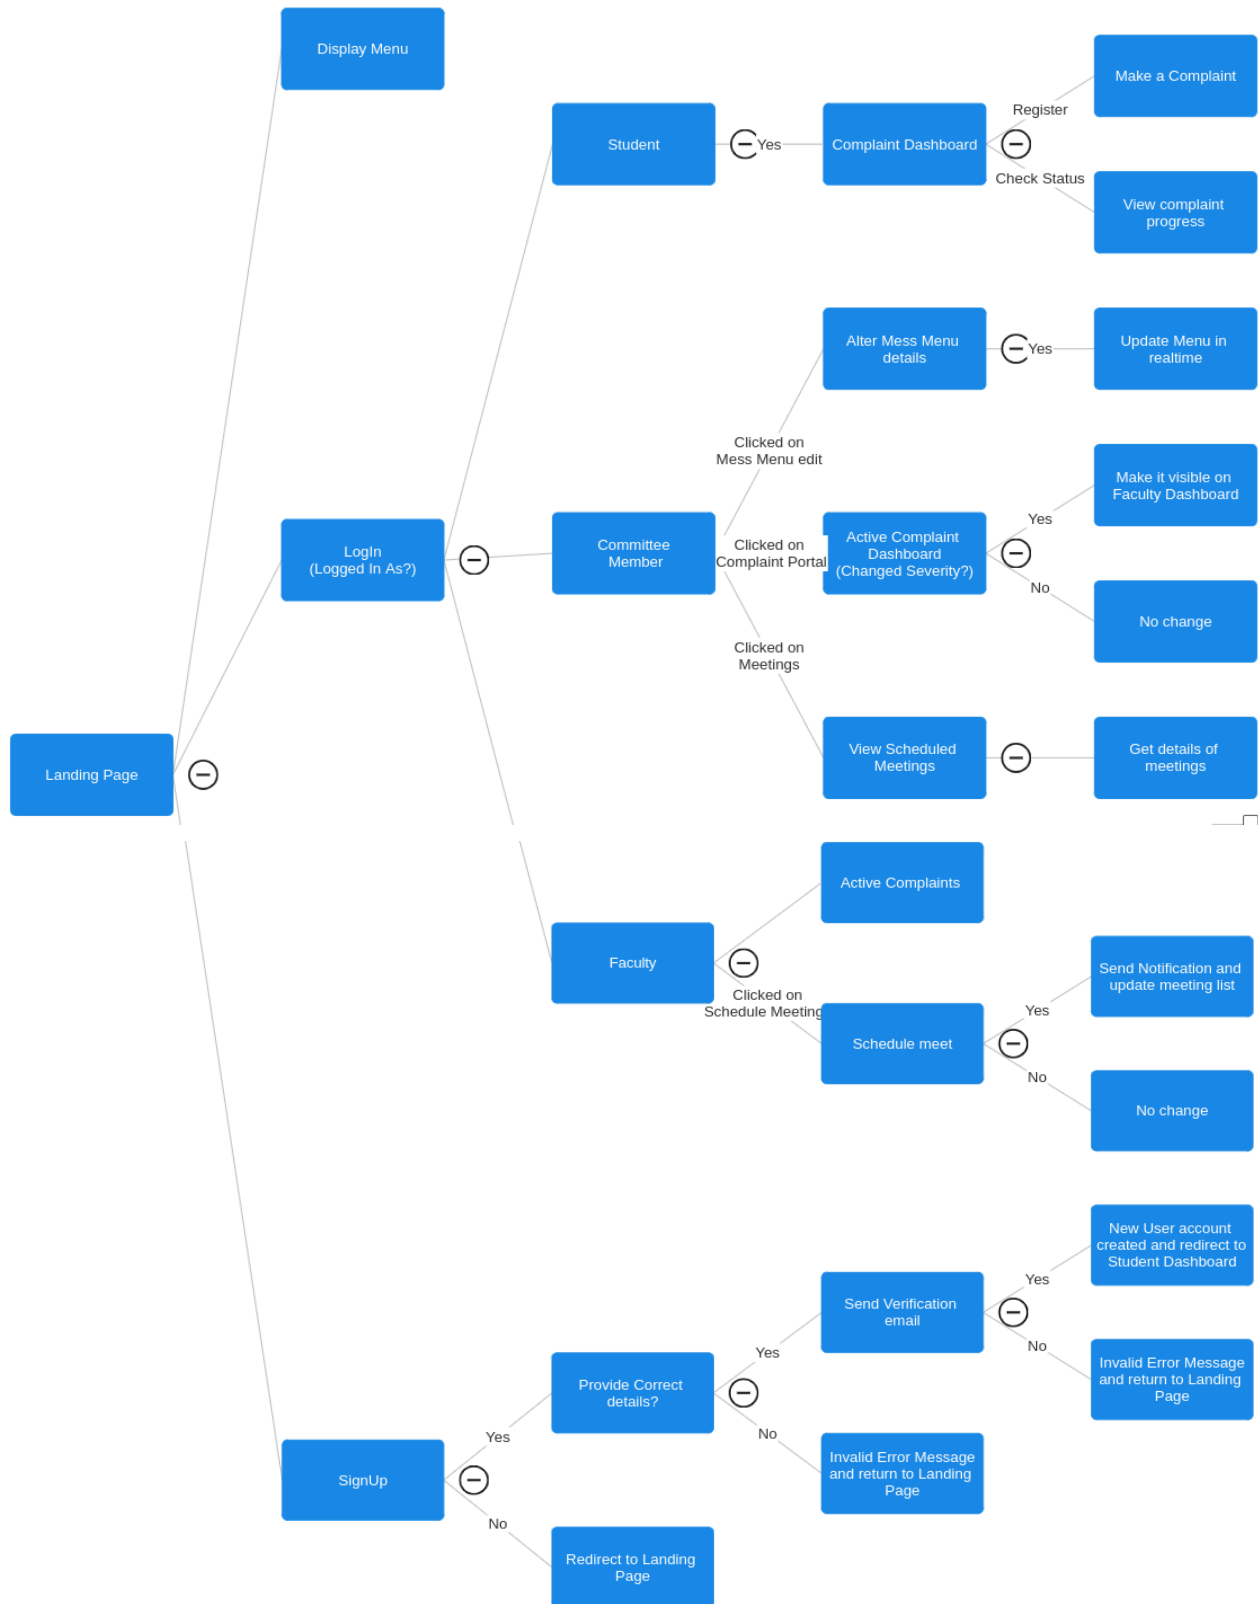 Display Menu
Make a Complaint
Register
Student
Yes
Complaint Dashboard
Check Status
View complaint
progress
Alter Mess Menu
details
Yes
Update Menu in
realtime
Clicked on
Mess Menu edit
Make it visible on
Faculty Dashboard
Yes
LogIn
(Logged In As?)
Committee
Member
Clicked on
Complaint Portal
Active Complaint
Dashboard
(Changed Severity?)
No
No change
Clicked on
Meetings
Landing Page
View Scheduled
Meetings
Get details of
meetings
Active Complaints
Faculty
Clicked on
Schedule Meeting
Send Notification and
update meeting list
Yes
Schedule meet
No
No change
New User account
created and redirect to
Student Dashboard
Yes
Send Verification
email
No
Invalid Error Message
and return to Landing
Page
Yes
Provide Correct
details?
No
Invalid Error Message
and return to Landing
Page
Yes
SignUp
No
Redirect to Landing
Page